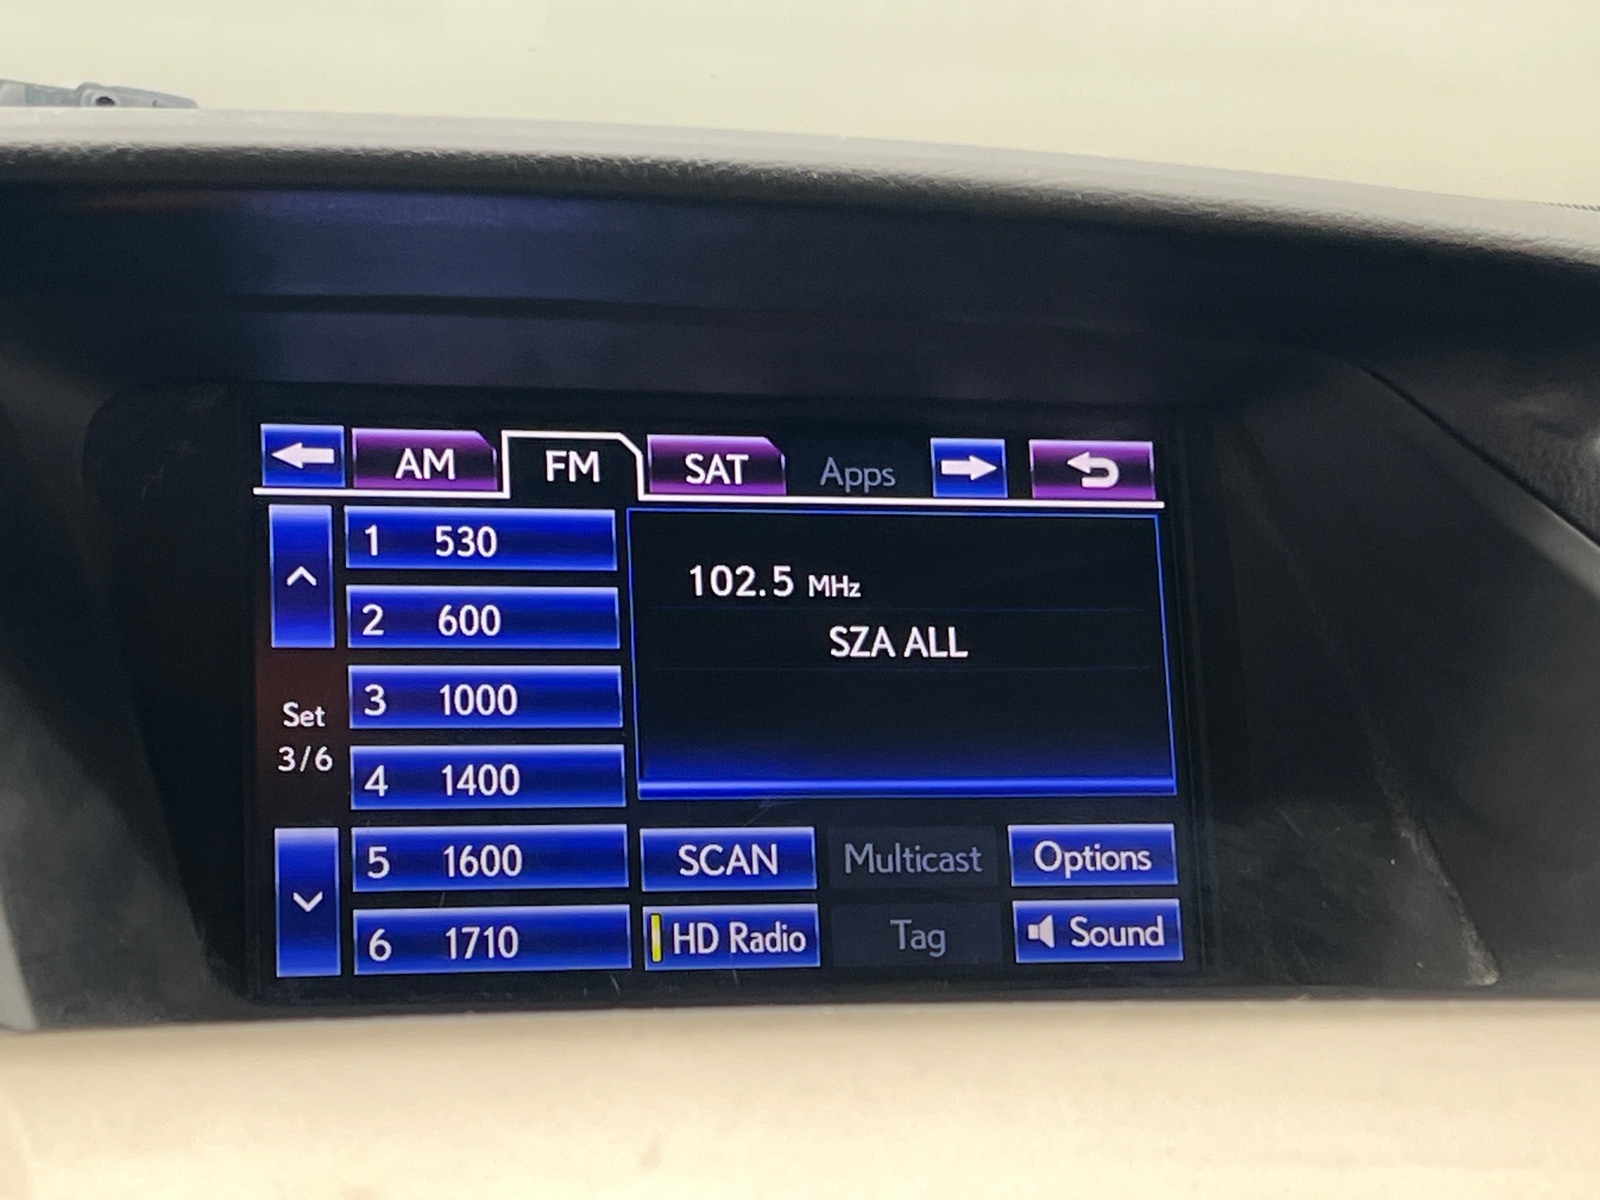 AM FM SAT Apps
1 530
2 600
3 1000
4 1400
5 1600
6 1710
Set
3/6
102.5 MHz
SZA ALL
SCAN Multicast Options
HD Radio Tag Sound